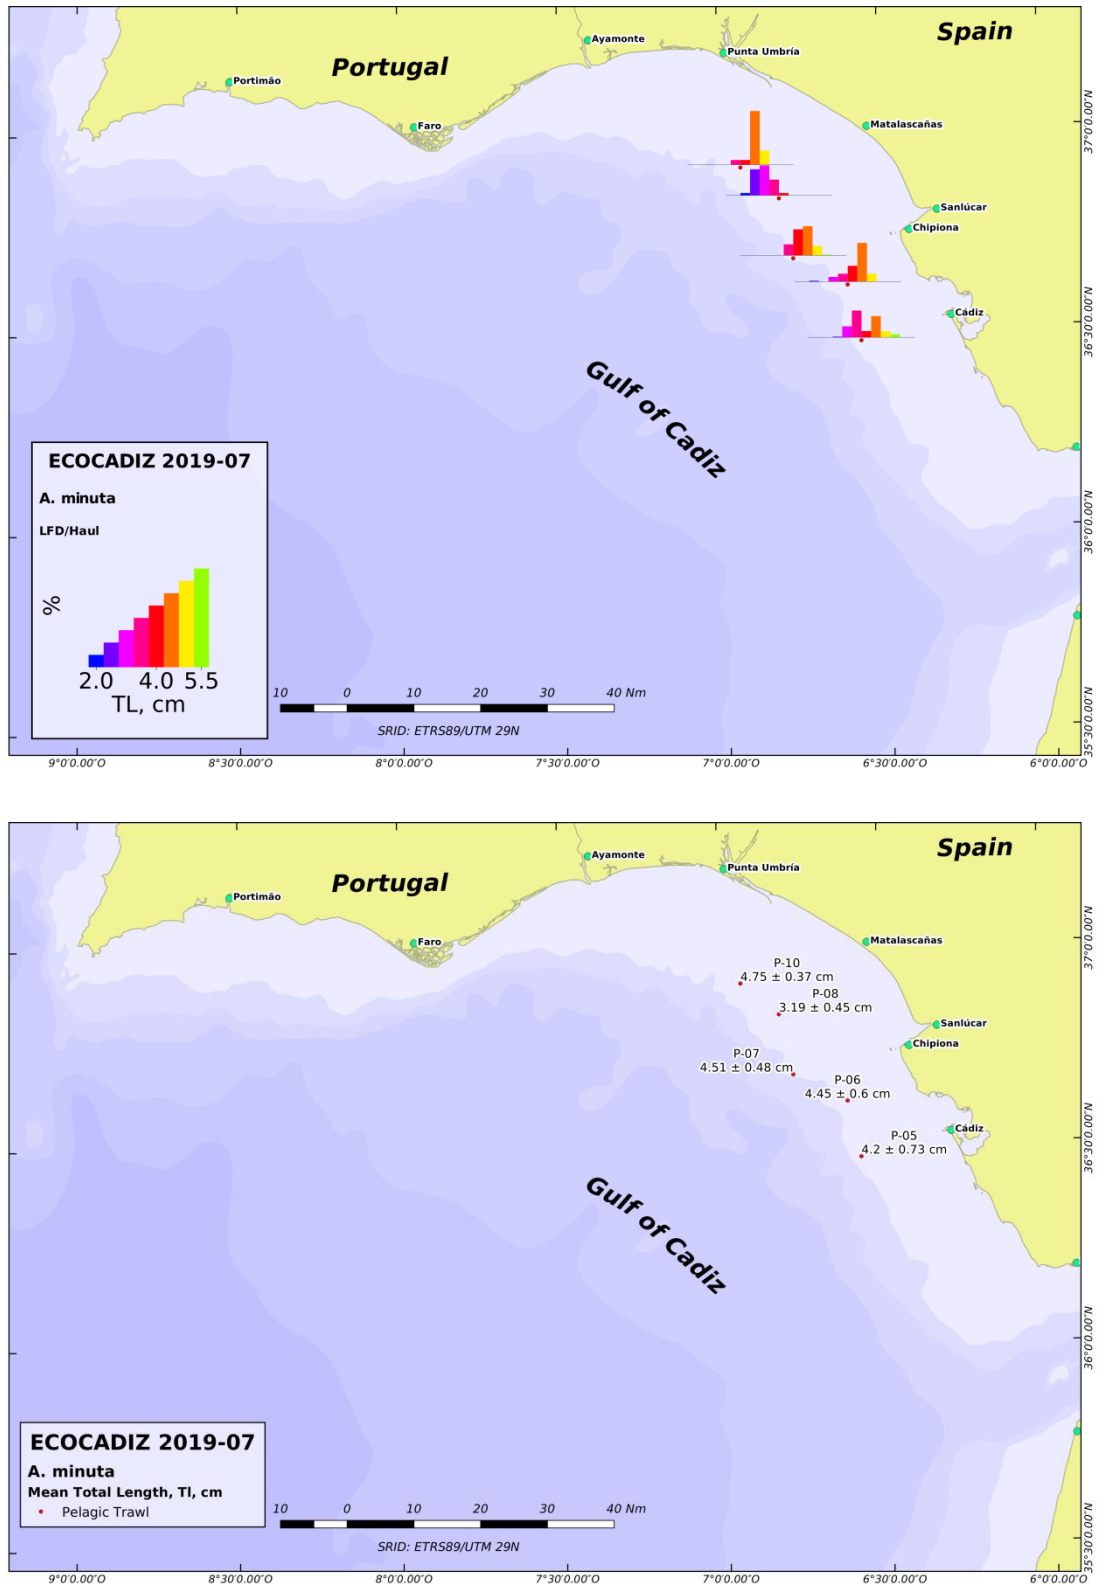 Spain
Ayamonte
Punta Umbría
Portugal
Portimão
Faro
Matalascañas
Sanlúcar
Chipiona
Cádiz
Gulf of Cadiz
37°0'0.00"N
36°30'0.00"N
36°0'0.00"N
35°30'0.00"N
ECOCADIZ 2019-07
A. minuta
LFD/Haul
%
2.0 4.0 5.5
TL, cm
10 0 10 20 30 40 Nm
SRID: ETRS89/UTM 29N
9°0'0.00"O 8°30'0.00"O 8°0'0.00"O 7°30'0.00"O 7°0'0.00"O 6°30'0.00"O 6°0'0.00"O
Spain
Ayamonte
Punta Umbría
Portugal
Portimão
Faro
Matalascañas
P-10
4.75 ± 0.37 cm
P-08
3.19 ± 0.45 cm
Sanlúcar
Chipiona
P-07
4.51 ± 0.48 cm
P-06
4.45 ± 0.6 cm
Cádiz
P-05
4.2 ± 0.73 cm
Gulf of Cadiz
37°0'0.00"N
36°30'0.00"N
36°0'0.00"N
35°30'0.00"N
ECOCADIZ 2019-07
A. minuta
Mean Total Length, Tl, cm
Pelagic Trawl
10 0 10 20 30 40 Nm
SRID: ETRS89/UTM 29N
9°0'0.00"O 8°30'0.00"O 8°0'0.00"O 7°30'0.00"O 7°0'0.00"O 6°30'0.00"O 6°0'0.00"O